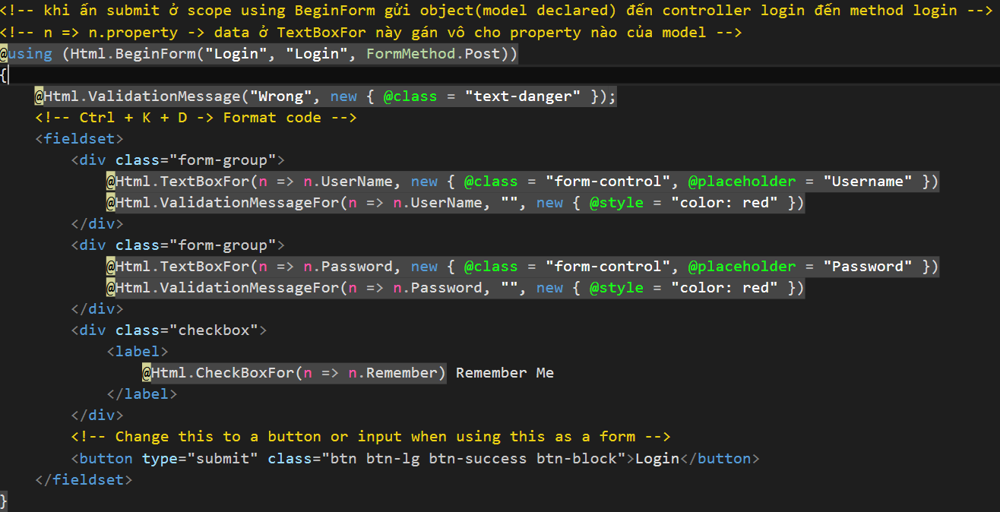 <!-- khi ấn submit ở scope using BeginForm gửi object(model declared) đến controller login đến method login -->
<!-- n => n.property -> data ở TextBoxFor này gán vô cho property nào của model -->
@using (Html.BeginForm("Login", "Login", FormMethod.Post))
{
@Html.ValidationMessage("Wrong", new { @class = "text-danger" });
<!-- Ctrl + K + D -> Format code -->
<fieldset>
<div class="form-group">
@Html.TextBoxFor(n => n.UserName, new { @class = "form-control", @placeholder = "Username" })
@Html.ValidationMessageFor(n => n.UserName, "", new { @style = "color: red" })
</div>
<div class="form-group">
@Html.TextBoxFor(n => n.Password, new { @class = "form-control", @placeholder = "Password" })
@Html.ValidationMessageFor(n => n.Password, "", new { @style = "color: red" })
</div>
<div class="checkbox">
<label>
@Html.CheckBoxFor(n => n.Remember) Remember Me
</label>
</div>
<!-- Change this to a button or input when using this as a form -->
<button type="submit" class="btn btn-lg btn-success btn-block">Login</button>
</fieldset>
}